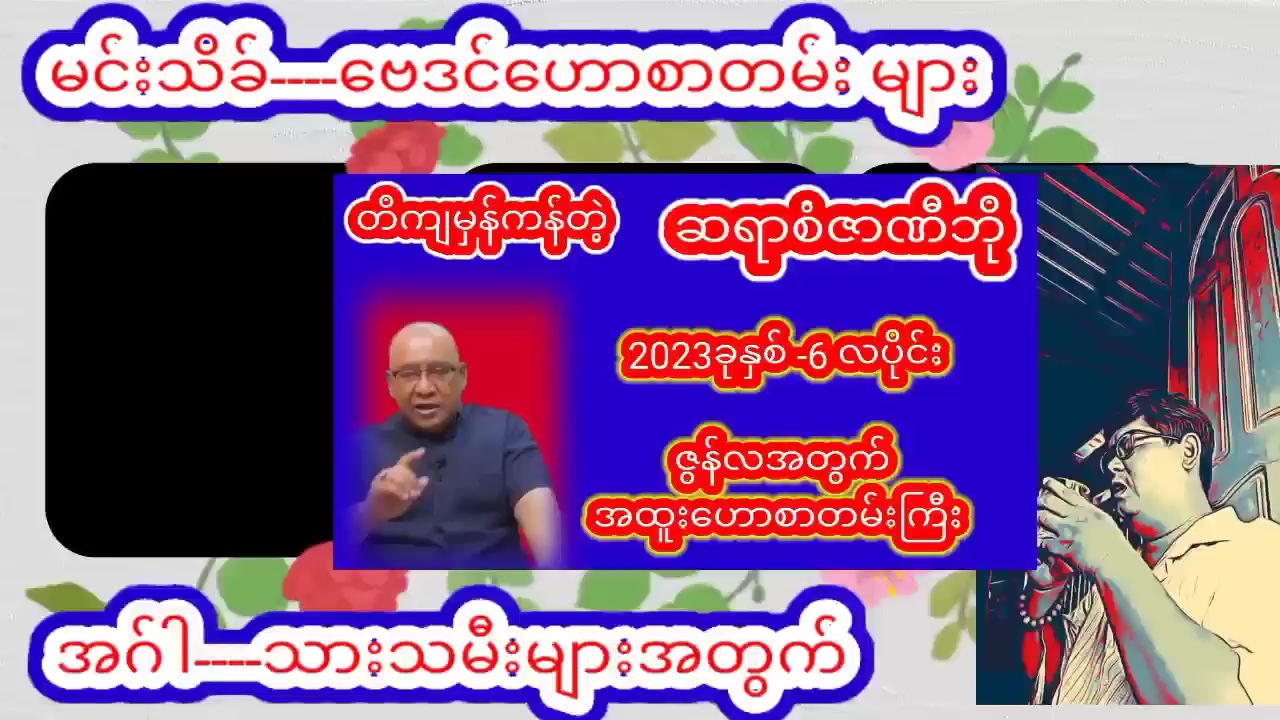 မင်းသိခ်----ဗေဒင်ဟောစာတမ်း များ
တိကျမှန်ကန်တဲ့
ဆရာစံဇာဏီဘို
2023ခုနှစ် -6 လပိုင်း
ဇွန်လအတွက်
အထူးဟောစာတမ်းကြီး
အင်္ဂါ----သားသမီးများအတွက်